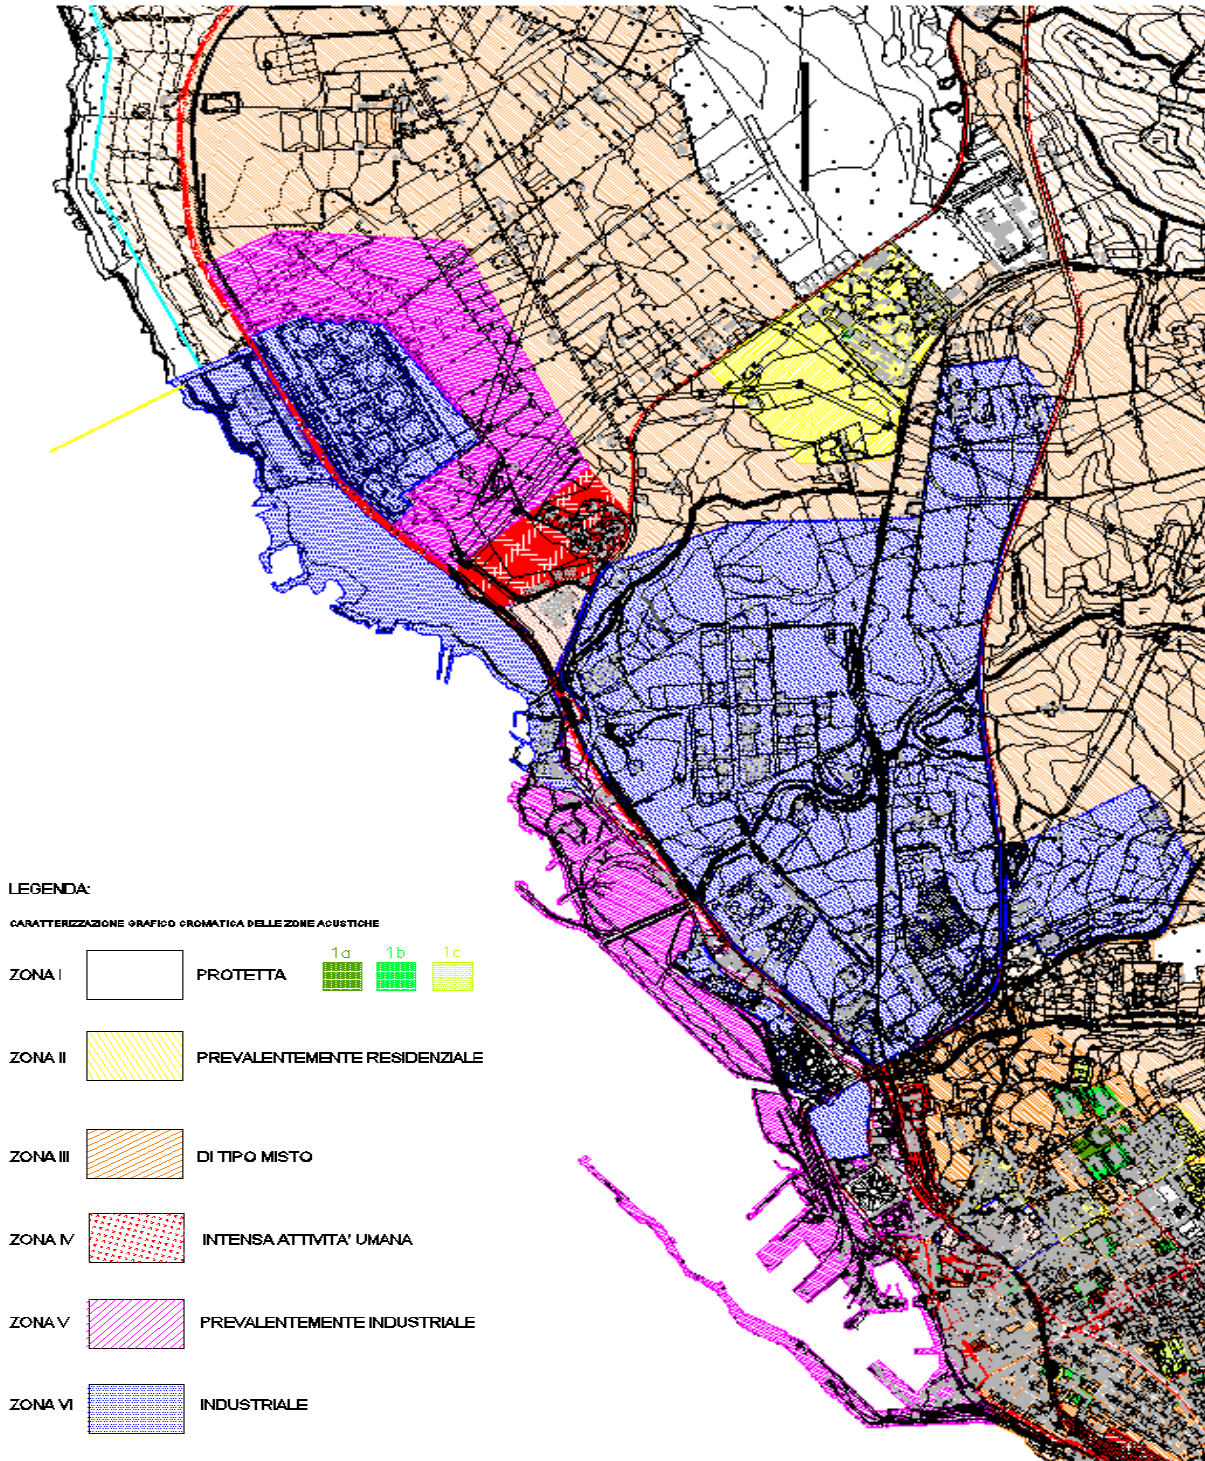 LEGENDA:
CARATTERIZZAZIONE GRAFICO CROMATICA DELLE ZONE ACUSTICHE
1a 1b 1c
ZONA I PROTETTA
ZONA II PREVALENTEMENTE RESIDENZIALE
ZONA III DI TIPO MISTO
ZONA IV INTENSA ATTIVITA' UMANA
ZONA V PREVALENTEMENTE INDUSTRIALE
ZONA VI INDUSTRIALE